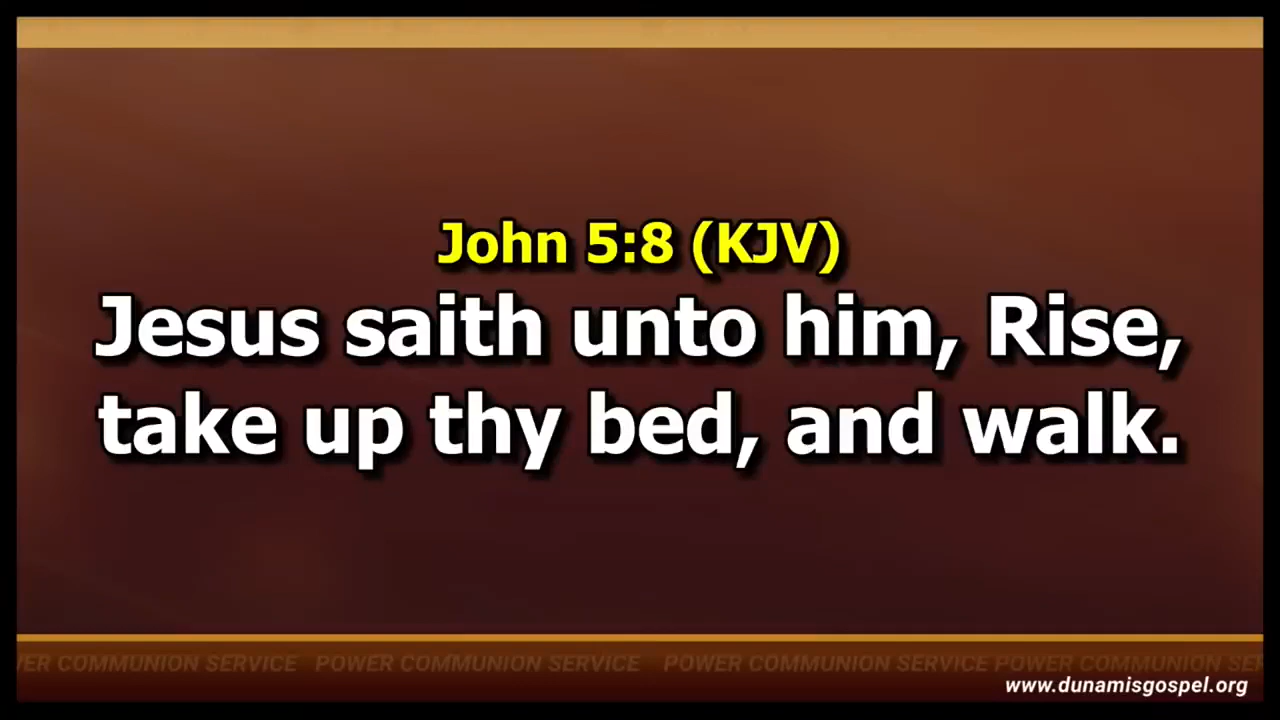 John 5:8 (KJV)
Jesus saith unto him, Rise,
take up thy bed, and walk.
POWER COMMUNION SERVICE POWER COMMUNION SERVICE POWER COMMUNION SERVICE
www.dunamisgospel.org